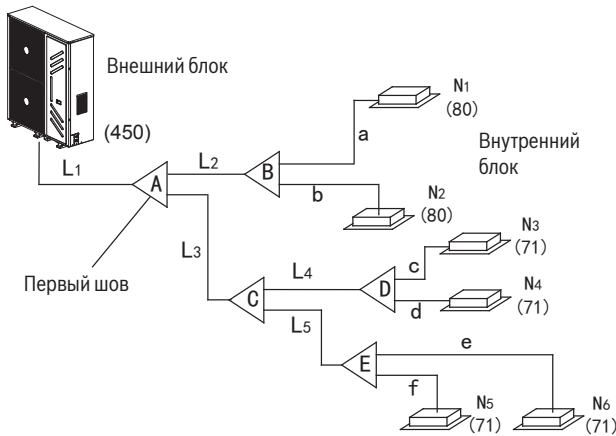 Внешний блок
(450)
L1
A
L2
B
a
b
N1
(80)
Внутренний
блок
N2
(80)
L3
Первый шов
C
L4
D
c
d
N3
(71)
N4
(71)
L5
E
e
f
N5
(71)
N6
(71)